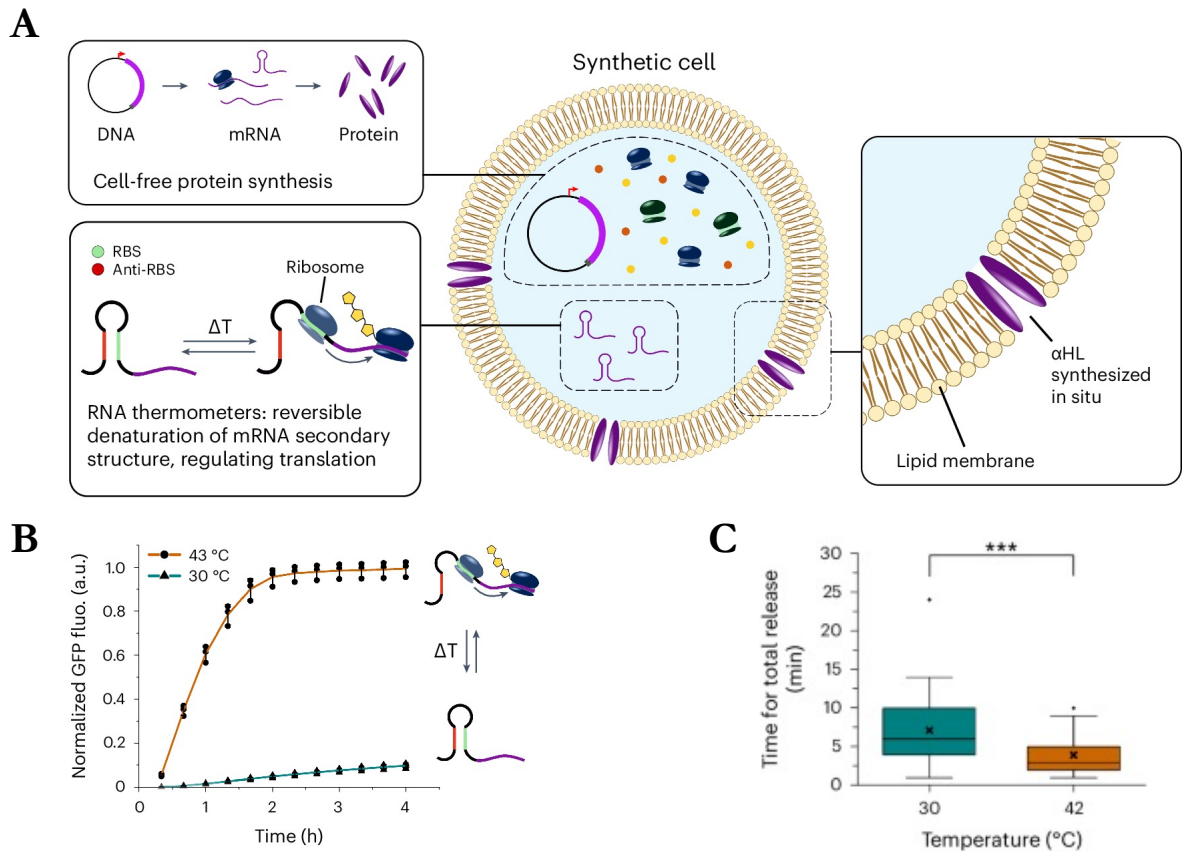 A
Synthetic cell
DNA
mRNA
Protein
Cell-free protein synthesis
RBS
Anti-RBS
Ribosome
ΔT
RNA thermometers: reversible
denaturation of mRNA secondary
structure, regulating translation
αHL
synthesized
in situ
Lipid membrane
B
Normalized GFP fluo. (a.u.)
43 °C
30 °C
1.0
0.8
0.6
0.4
0.2
0
0
1
2
3
4
Time (h)
ΔT
C
Time for total release
(min)
30
25
20
15
10
5
0
***
30
42
Temperature (°C)